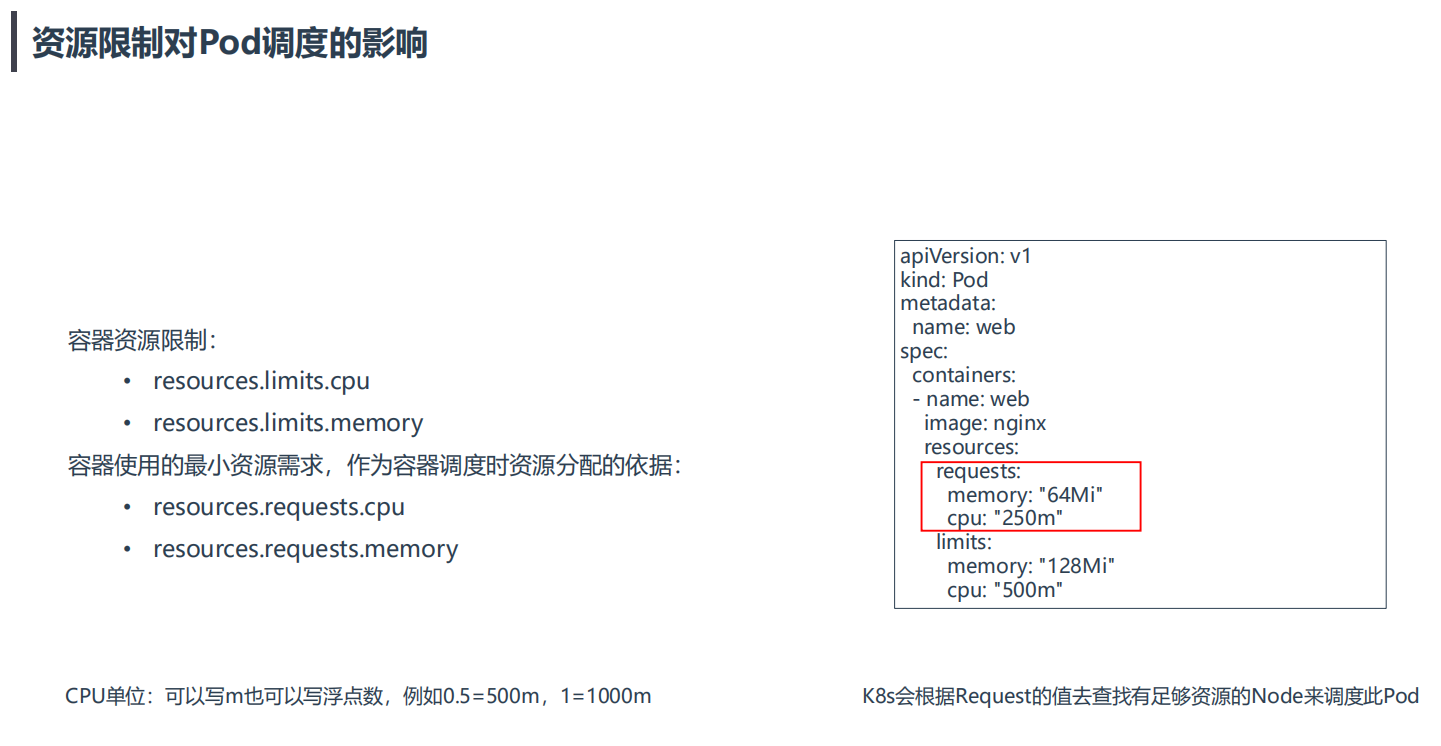 资源限制对Pod调度的影响
容器资源限制：
• resources.limits.cpu
• resources.limits.memory
容器使用的最小资源需求，作为容器调度时资源分配的依据：
• resources.requests.cpu
• resources.requests.memory
apiVersion: v1
kind: Pod
metadata:
  name: web
spec:
  containers:
  - name: web
    image: nginx
    resources:
      requests:
        memory: "64Mi"
        cpu: "250m"
      limits:
        memory: "128Mi"
        cpu: "500m"
CPU单位：可以写m也可以写浮点数，例如0.5=500m，1=1000m
K8s会根据Request的值去查找有足够资源的Node来调度此Pod